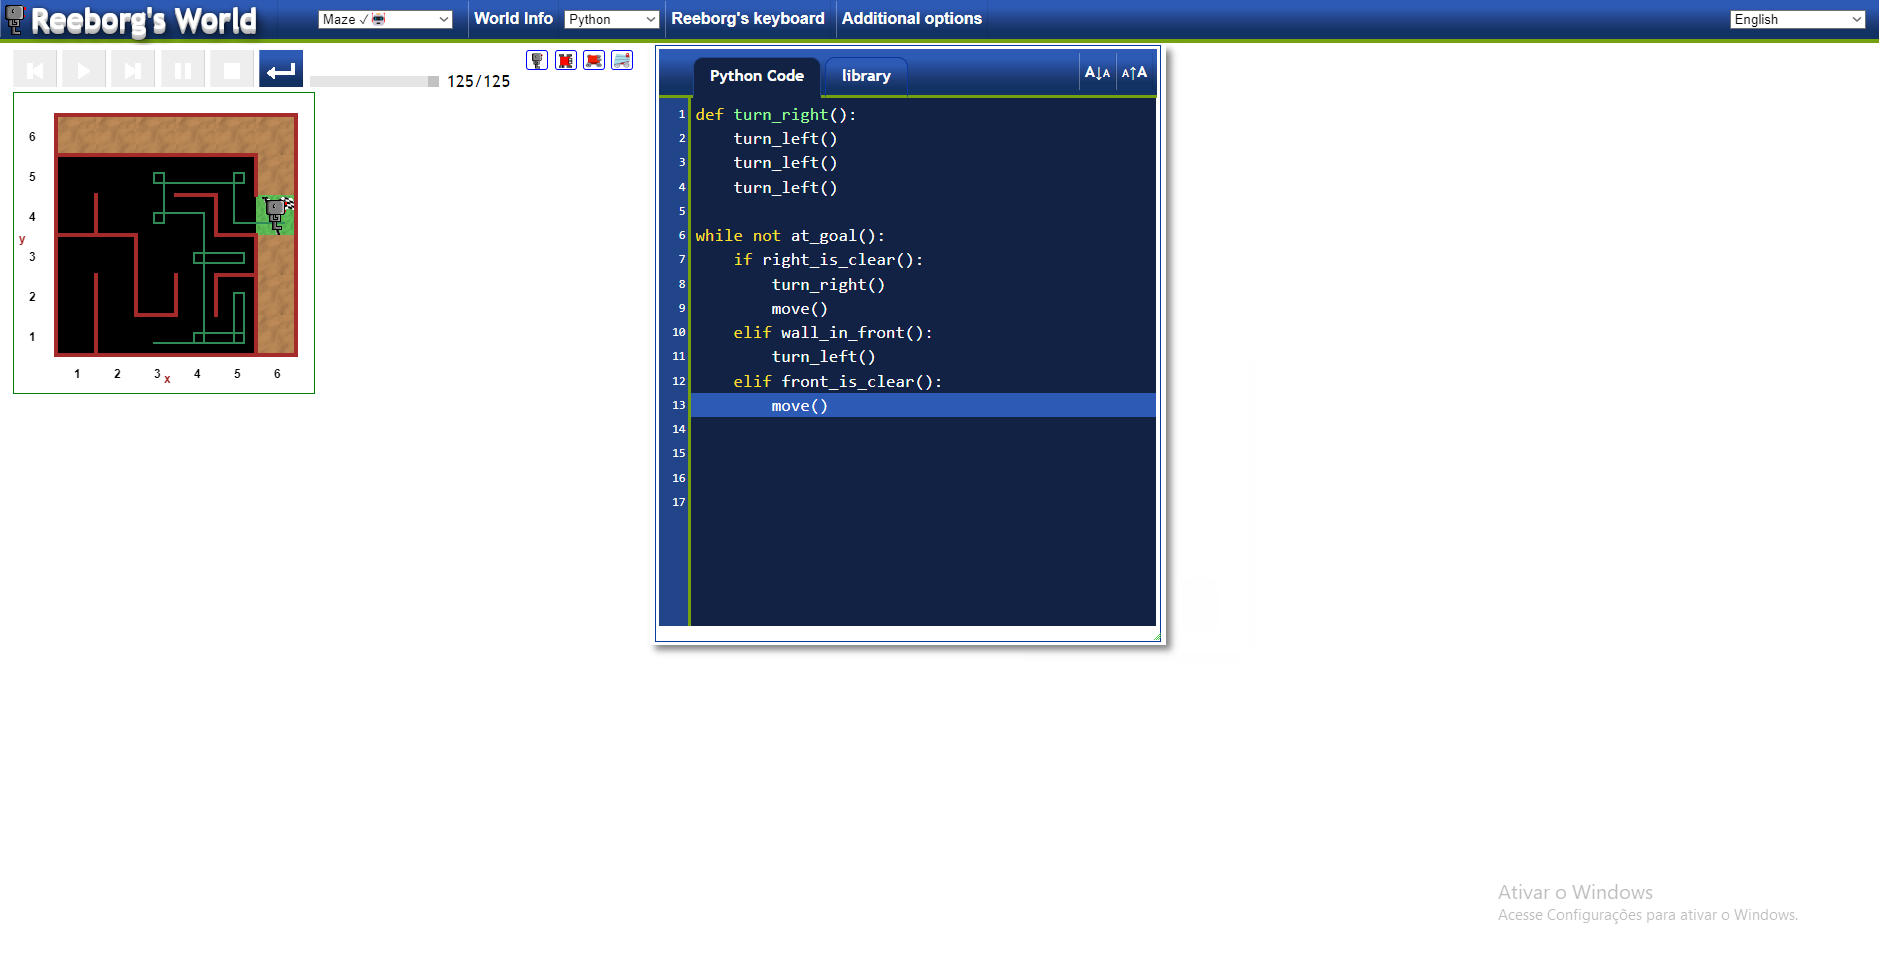 Reeborg's World
Maze ✓
World Info
Python
Reeborg's keyboard
Additional options
English
125/125
Python Code
library
A↓A
A↑A
6
5
4
3
2
1
y
1 2 3 4 5 6
x
1 def turn_right():
2     turn_left()
3     turn_left()
4     turn_left()
5
6 while not at_goal():
7     if right_is_clear():
8         turn_right()
9         move()
10     elif wall_in_front():
11         turn_left()
12     elif front_is_clear():
13         move()
14
15
16
17
Ativar o Windows
Acesse Configurações para ativar o Windows.